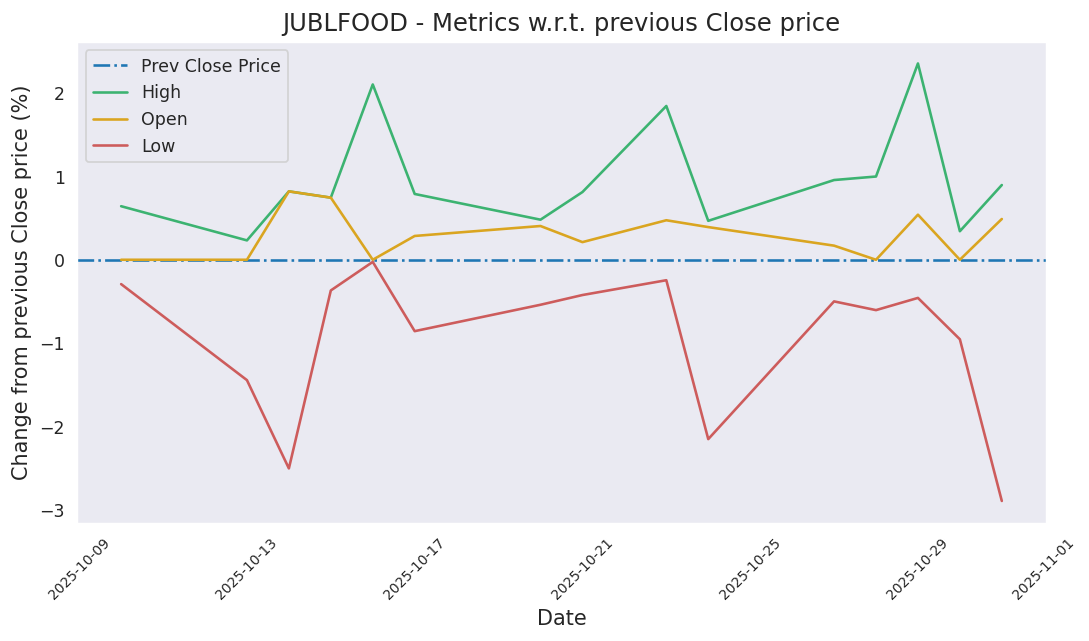 JUBLFOOD - Metrics w.r.t. previous Close price
Prev Close Price
High
Open
Low
Change from previous Close price (%)
2
1
0
−1
−2
−3
2025-10-09
2025-10-13
2025-10-17
2025-10-21
2025-10-25
2025-10-29
2025-11-01
Date